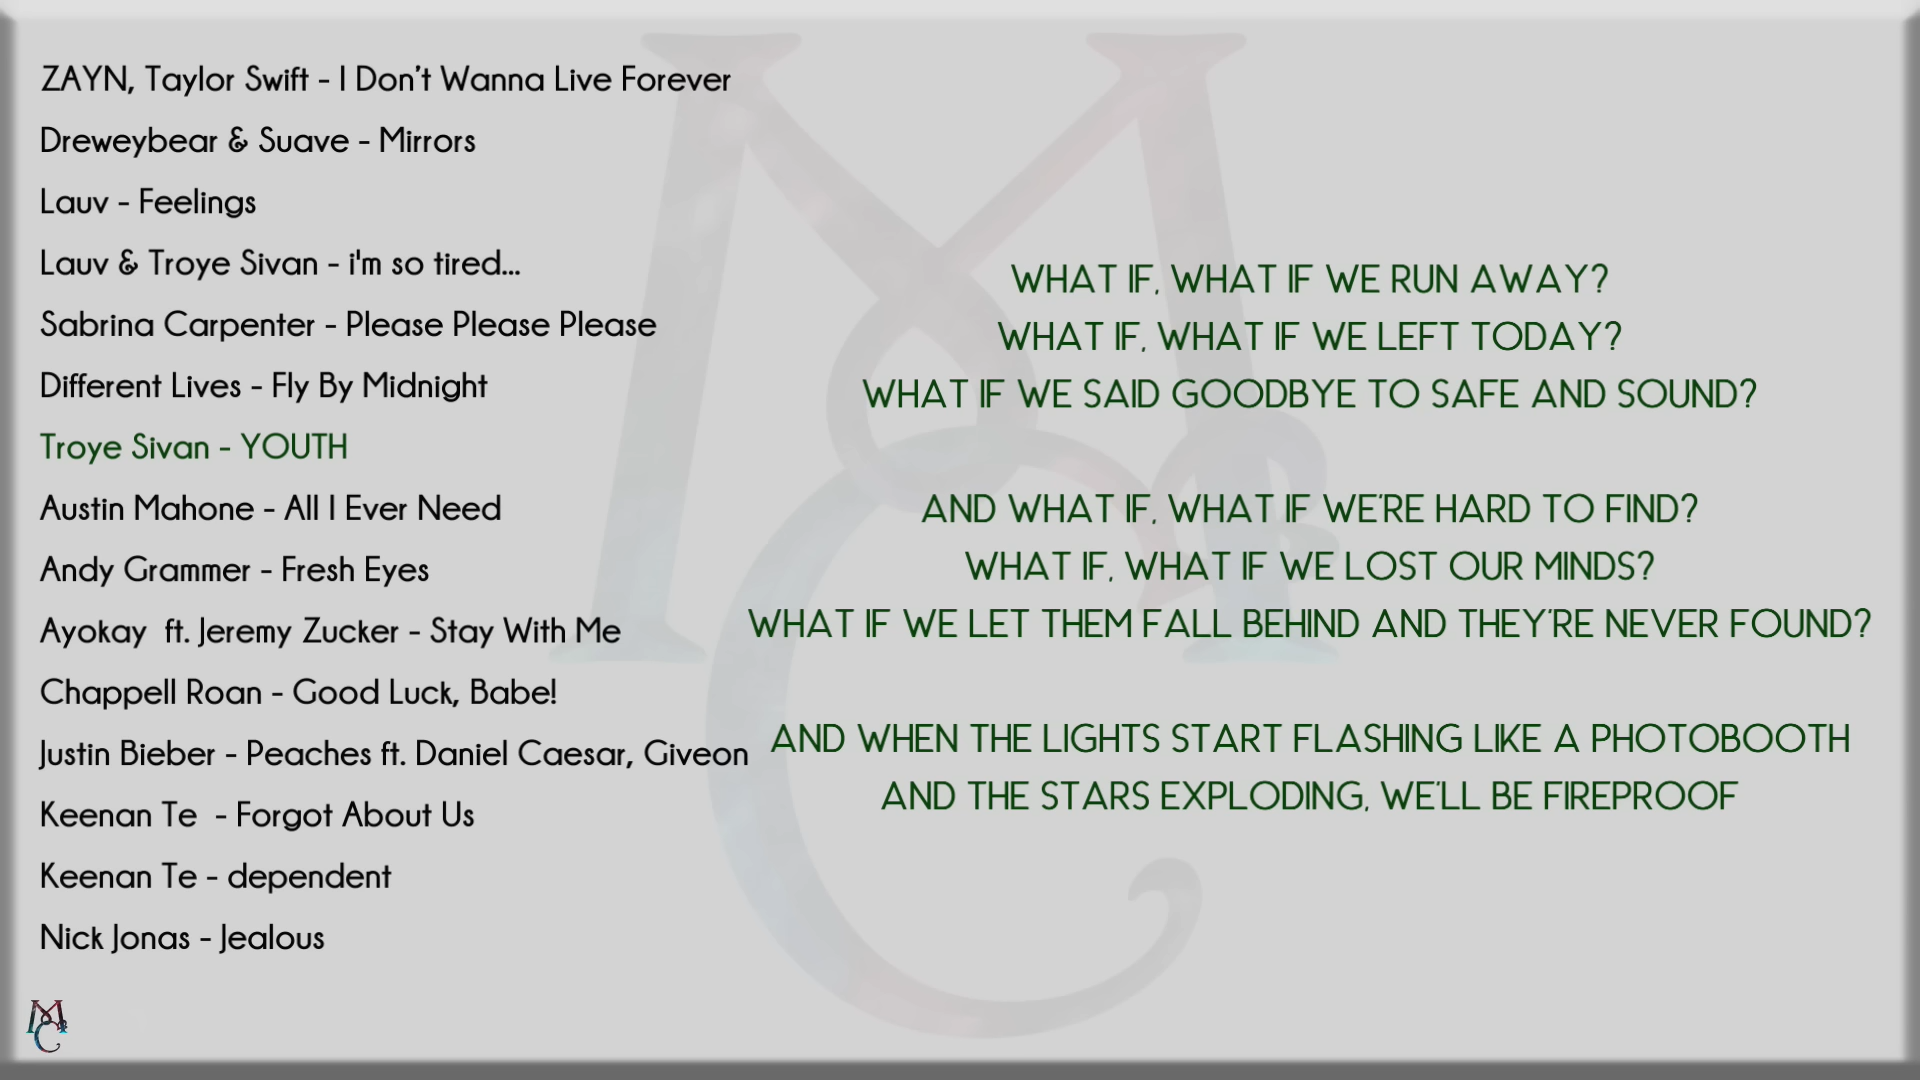 ZAYN, Taylor Swift - I Don't Wanna Live Forever
Dreweybear & Suave - Mirrors
Lauv - Feelings
Lauv & Troye Sivan - i'm so tired...
Sabrina Carpenter - Please Please Please
Different Lives - Fly By Midnight
Troye Sivan - YOUTH
Austin Mahone - All I Ever Need
Andy Grammer - Fresh Eyes
Ayokay  ft. Jeremy Zucker - Stay With Me
Chappell Roan - Good Luck, Babe!
Justin Bieber - Peaches ft. Daniel Caesar, Giveon
Keenan Te  - Forgot About Us
Keenan Te - dependent
Nick Jonas - Jealous
WHAT IF, WHAT IF WE RUN AWAY?
WHAT IF, WHAT IF WE LEFT TODAY?
WHAT IF WE SAID GOODBYE TO SAFE AND SOUND?
AND WHAT IF, WHAT IF WE'RE HARD TO FIND?
WHAT IF, WHAT IF WE LOST OUR MINDS?
WHAT IF WE LET THEM FALL BEHIND AND THEY'RE NEVER FOUND?
AND WHEN THE LIGHTS START FLASHING LIKE A PHOTOBOOTH
AND THE STARS EXPLODING, WE'LL BE FIREPROOF